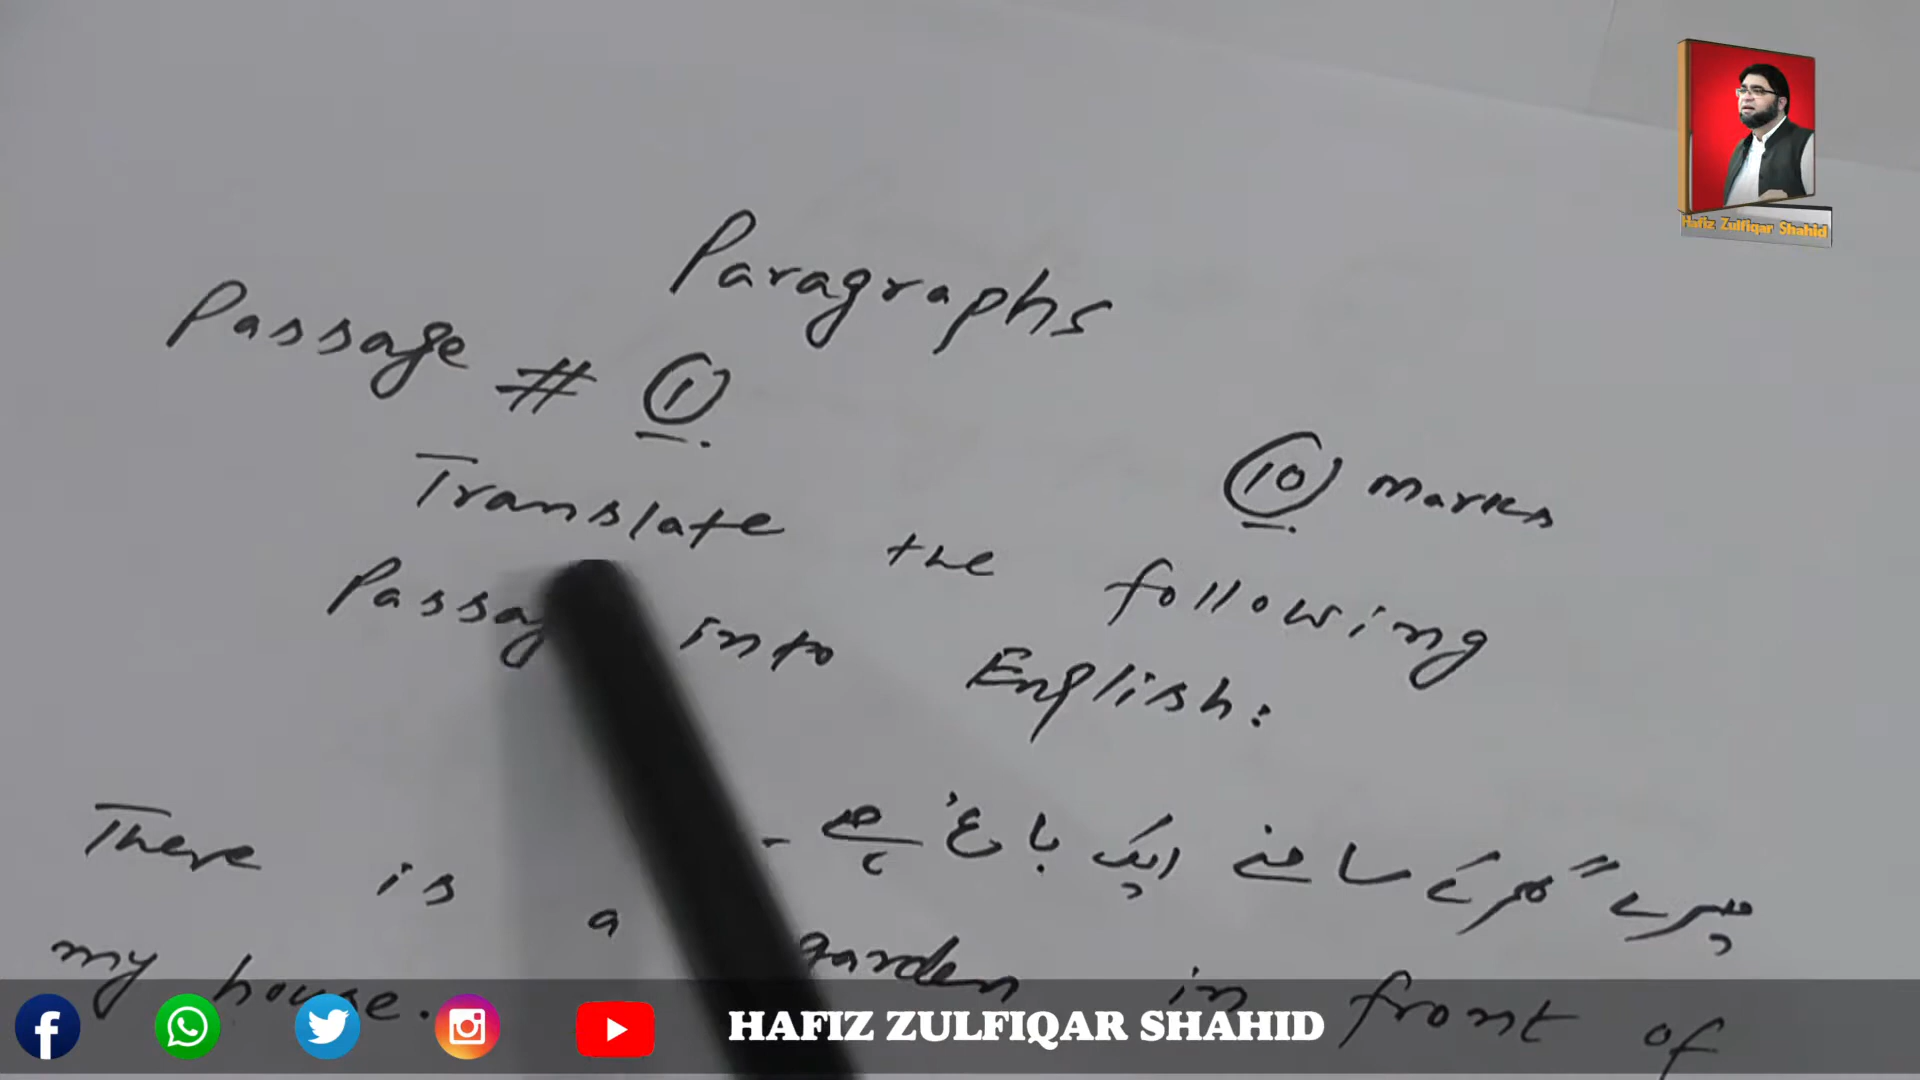 Hafiz Zulfiqar Shahid
Paragraphs
Passage # 1
10 marks
Translate the following
Passag into English:
میرے گھر کے سامنے ایک باغ ہے۔
There is a garden in front of
my house.
HAFIZ ZULFIQAR SHAHID